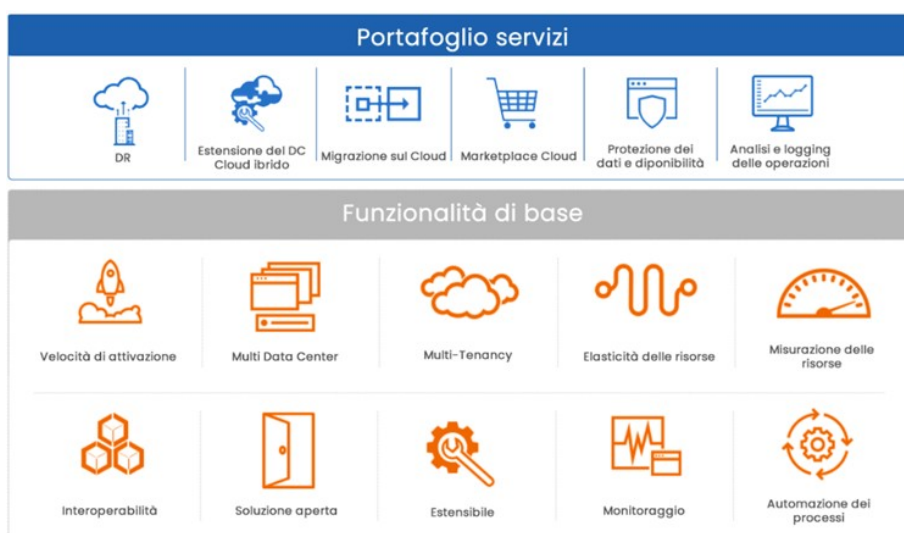 Portafoglio servizi
DR
Estensione del DC
Cloud ibrido
Migrazione sul Cloud
Marketplace Cloud
Protezione dei
dati e diponibilità
Analisi e logging
delle operazioni
Funzionalità di base
Velocità di attivazione
Multi Data Center
Multi-Tenancy
Elasticità delle risorse
Misurazione delle
risorse
Interoperabilità
Soluzione aperta
Estensibile
Monitoraggio
Automazione dei
processi